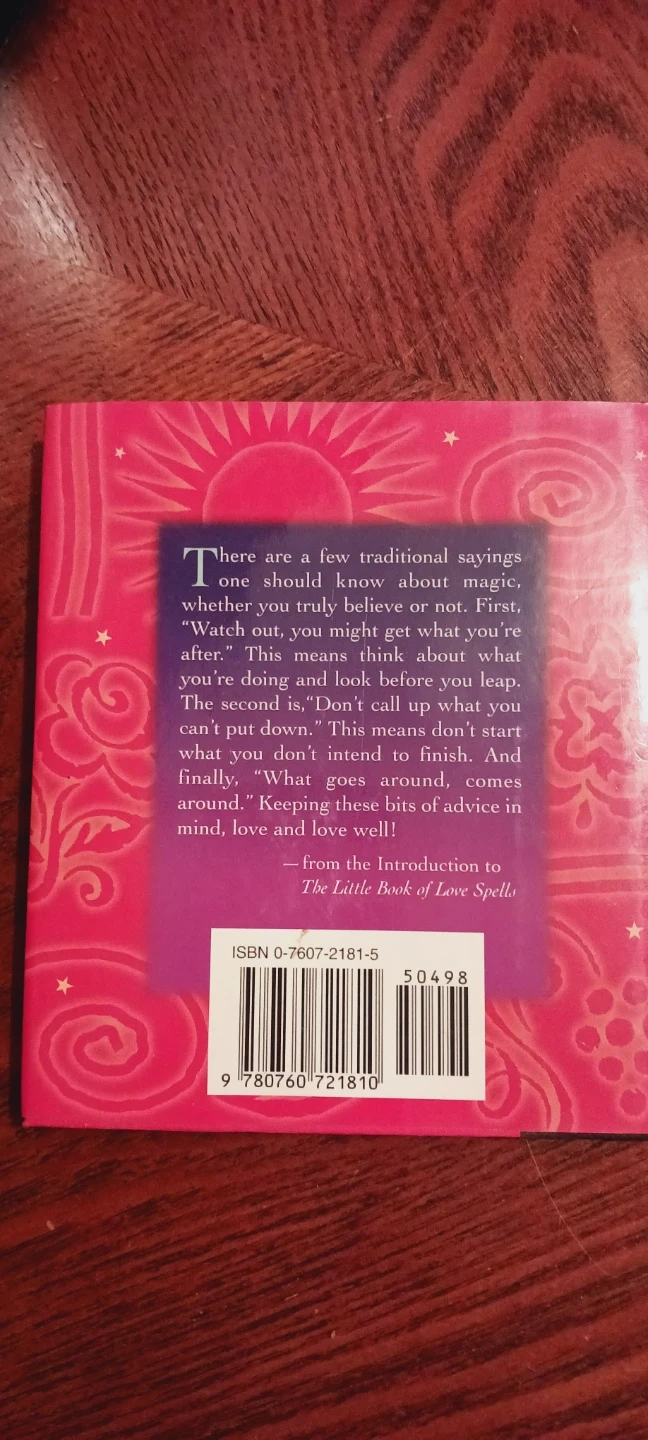 There are a few traditional sayings
one should know about magic,
whether you truly believe or not. First,
“Watch out, you might get what you’re
after.” This means think about what
you’re doing and look before you leap.
The second is,“Don’t call up what you
can’t put down.” This means don’t start
what you don’t intend to finish. And
finally, “What goes around, comes
around.” Keeping these bits of advice in
mind, love and love well!
—from the Introduction to
The Little Book of Love Spells
ISBN 0-7607-2181-5
50498
9 780760 721810